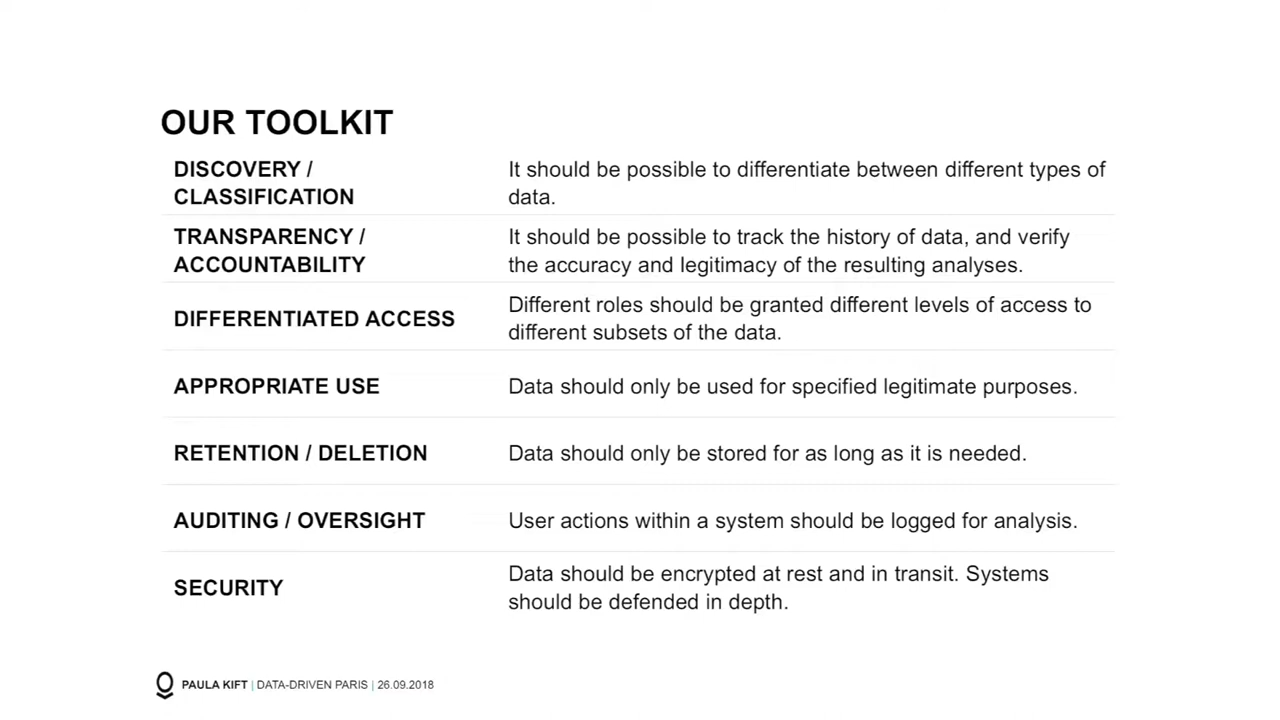 OUR TOOLKIT
DISCOVERY /
CLASSIFICATION
It should be possible to differentiate between different types of
data.
TRANSPARENCY /
ACCOUNTABILITY
It should be possible to track the history of data, and verify
the accuracy and legitimacy of the resulting analyses.
DIFFERENTIATED ACCESS
Different roles should be granted different levels of access to
different subsets of the data.
APPROPRIATE USE
Data should only be used for specified legitimate purposes.
RETENTION / DELETION
Data should only be stored for as long as it is needed.
AUDITING / OVERSIGHT
User actions within a system should be logged for analysis.
SECURITY
Data should be encrypted at rest and in transit. Systems
should be defended in depth.
PAULA KIFT | DATA-DRIVEN PARIS | 26.09.2018